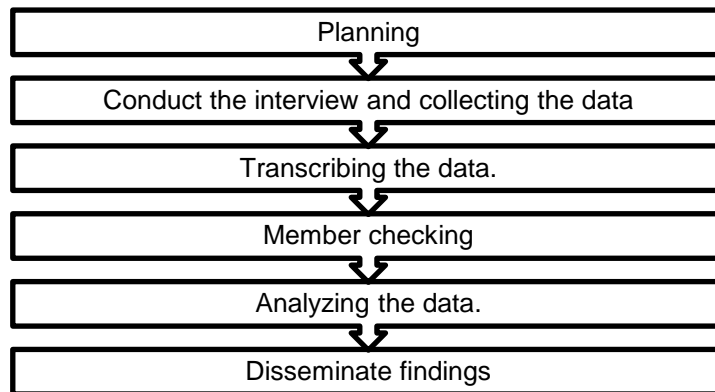 Planning
Conduct the interview and collecting the data
Transcribing the data.
Member checking
Analyzing the data.
Disseminate findings